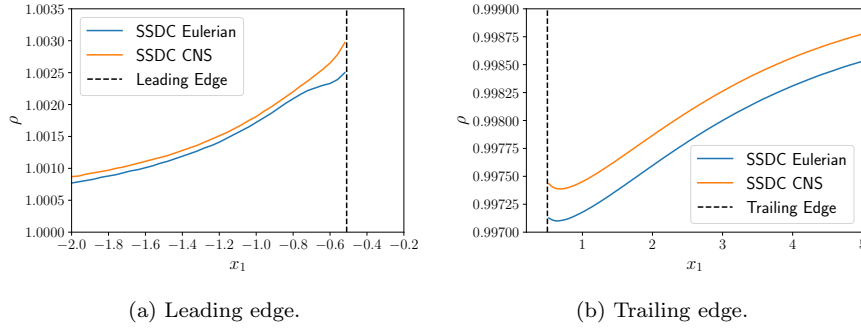 1.0035
1.0030
1.0025
1.0020
1.0015
1.0010
1.0005
1.0000
ρ
SSDC Eulerian
SSDC CNS
Leading Edge
−2.0 −1.8 −1.6 −1.4 −1.2 −1.0 −0.8 −0.6 −0.4 −0.2
x₁
(a) Leading edge.
0.99900
0.99875
0.99850
0.99825
0.99800
0.99775
0.99750
0.99725
0.99700
ρ
SSDC Eulerian
SSDC CNS
Trailing Edge
1 2 3 4 5
x₁
(b) Trailing edge.